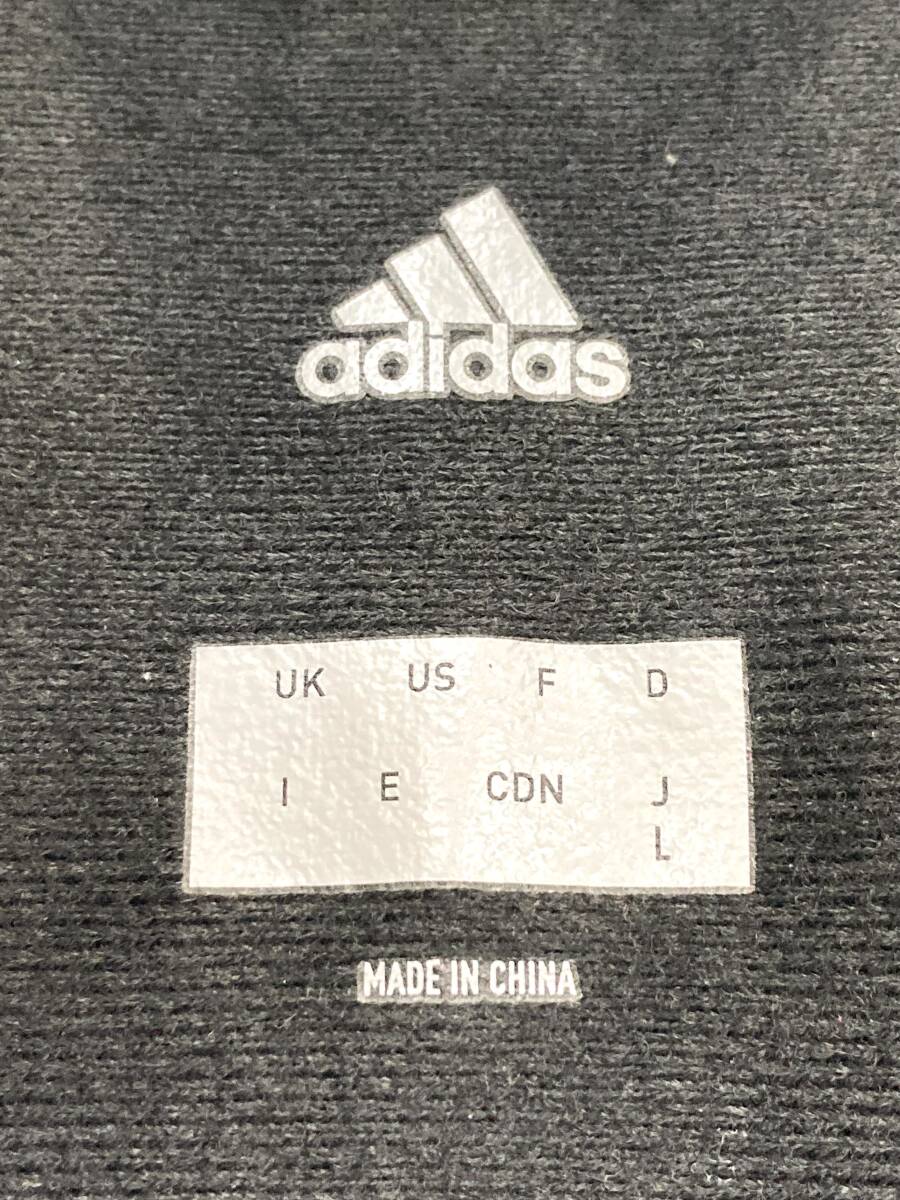 adidas
UK US F D
I E CDN J
L
MADE IN CHINA